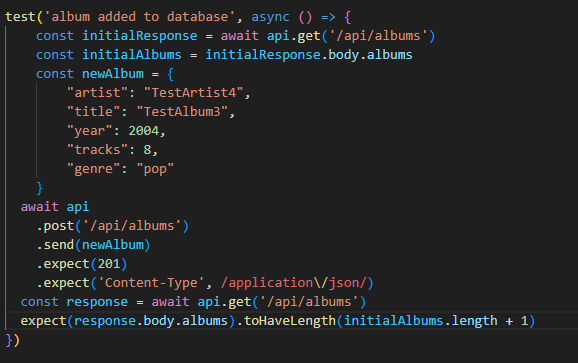 test('album added to database', async () => {
    const initialResponse = await api.get('/api/albums')
    const initialAlbums = initialResponse.body.albums
    const newAlbum = {
        "artist": "TestArtist4",
        "title": "TestAlbum3",
        "year": 2004,
        "tracks": 8,
        "genre": "pop"
    }
  await api
    .post('/api/albums')
    .send(newAlbum)
    .expect(201)
    .expect('Content-Type', /application\/json/)
  const response = await api.get('/api/albums')
  expect(response.body.albums).toHaveLength(initialAlbums.length + 1)
})